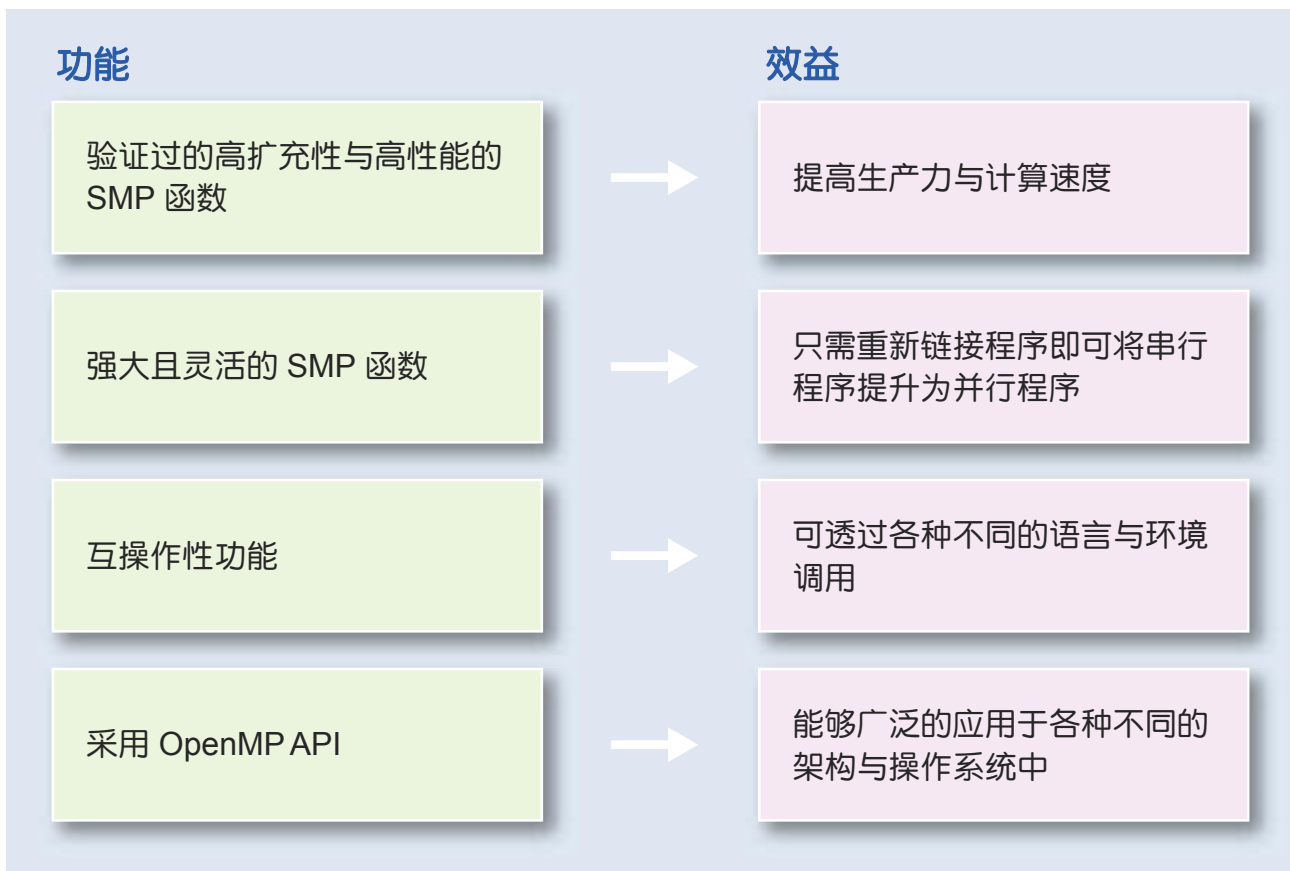 功能
效益
验证过的高扩充性与高性能的
SMP 函数
提高生产力与计算速度
强大且灵活的 SMP 函数
只需重新链接程序即可将串行
程序提升为并行程序
互操作性功能
可透过各种不同的语言与环境
调用
采用 OpenMP API
能够广泛的应用于各种不同的
架构与操作系统中